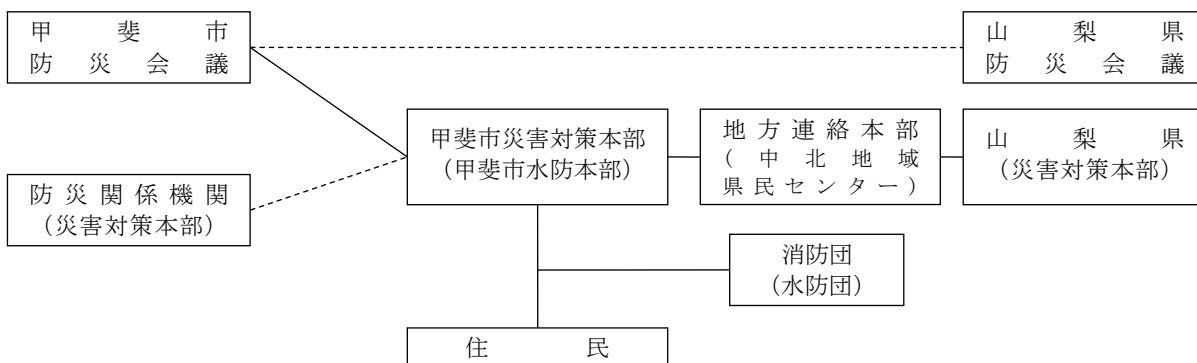 甲斐市
防災会議
山梨県
防災会議
甲斐市災害対策本部
(甲斐市水防本部)
地方連絡本部
(中北地域
県民センター)
山梨県
(災害対策本部)
防災関係機関
(災害対策本部)
消防団
(水防団)
住民